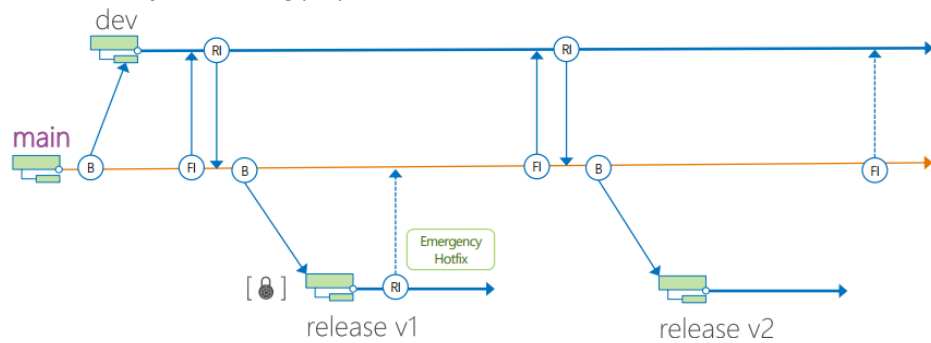 dev
RI
RI
main
B
FI
B
FI
B
FI
Emergency
Hotfix
[ ]
RI
release v1
release v2